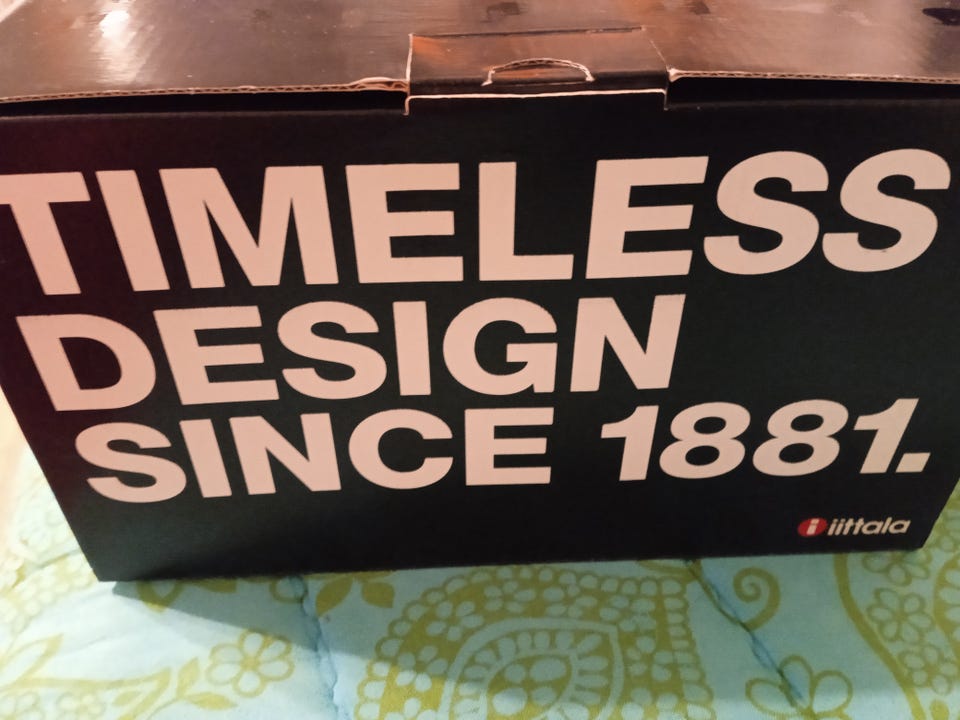 TIMELESS
DESIGN
SINCE 1881.
i iittala